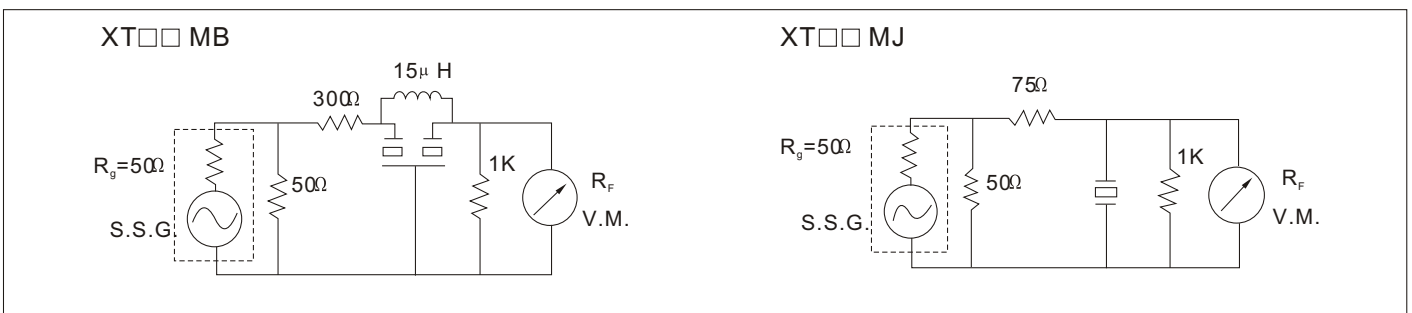 XT□□ MB
15μ H
300Ω
Rg=50Ω
50Ω
1K
RF
V.M.
S.S.G.
XT□□ MJ
75Ω
Rg=50Ω
50Ω
1K
RF
V.M.
S.S.G.